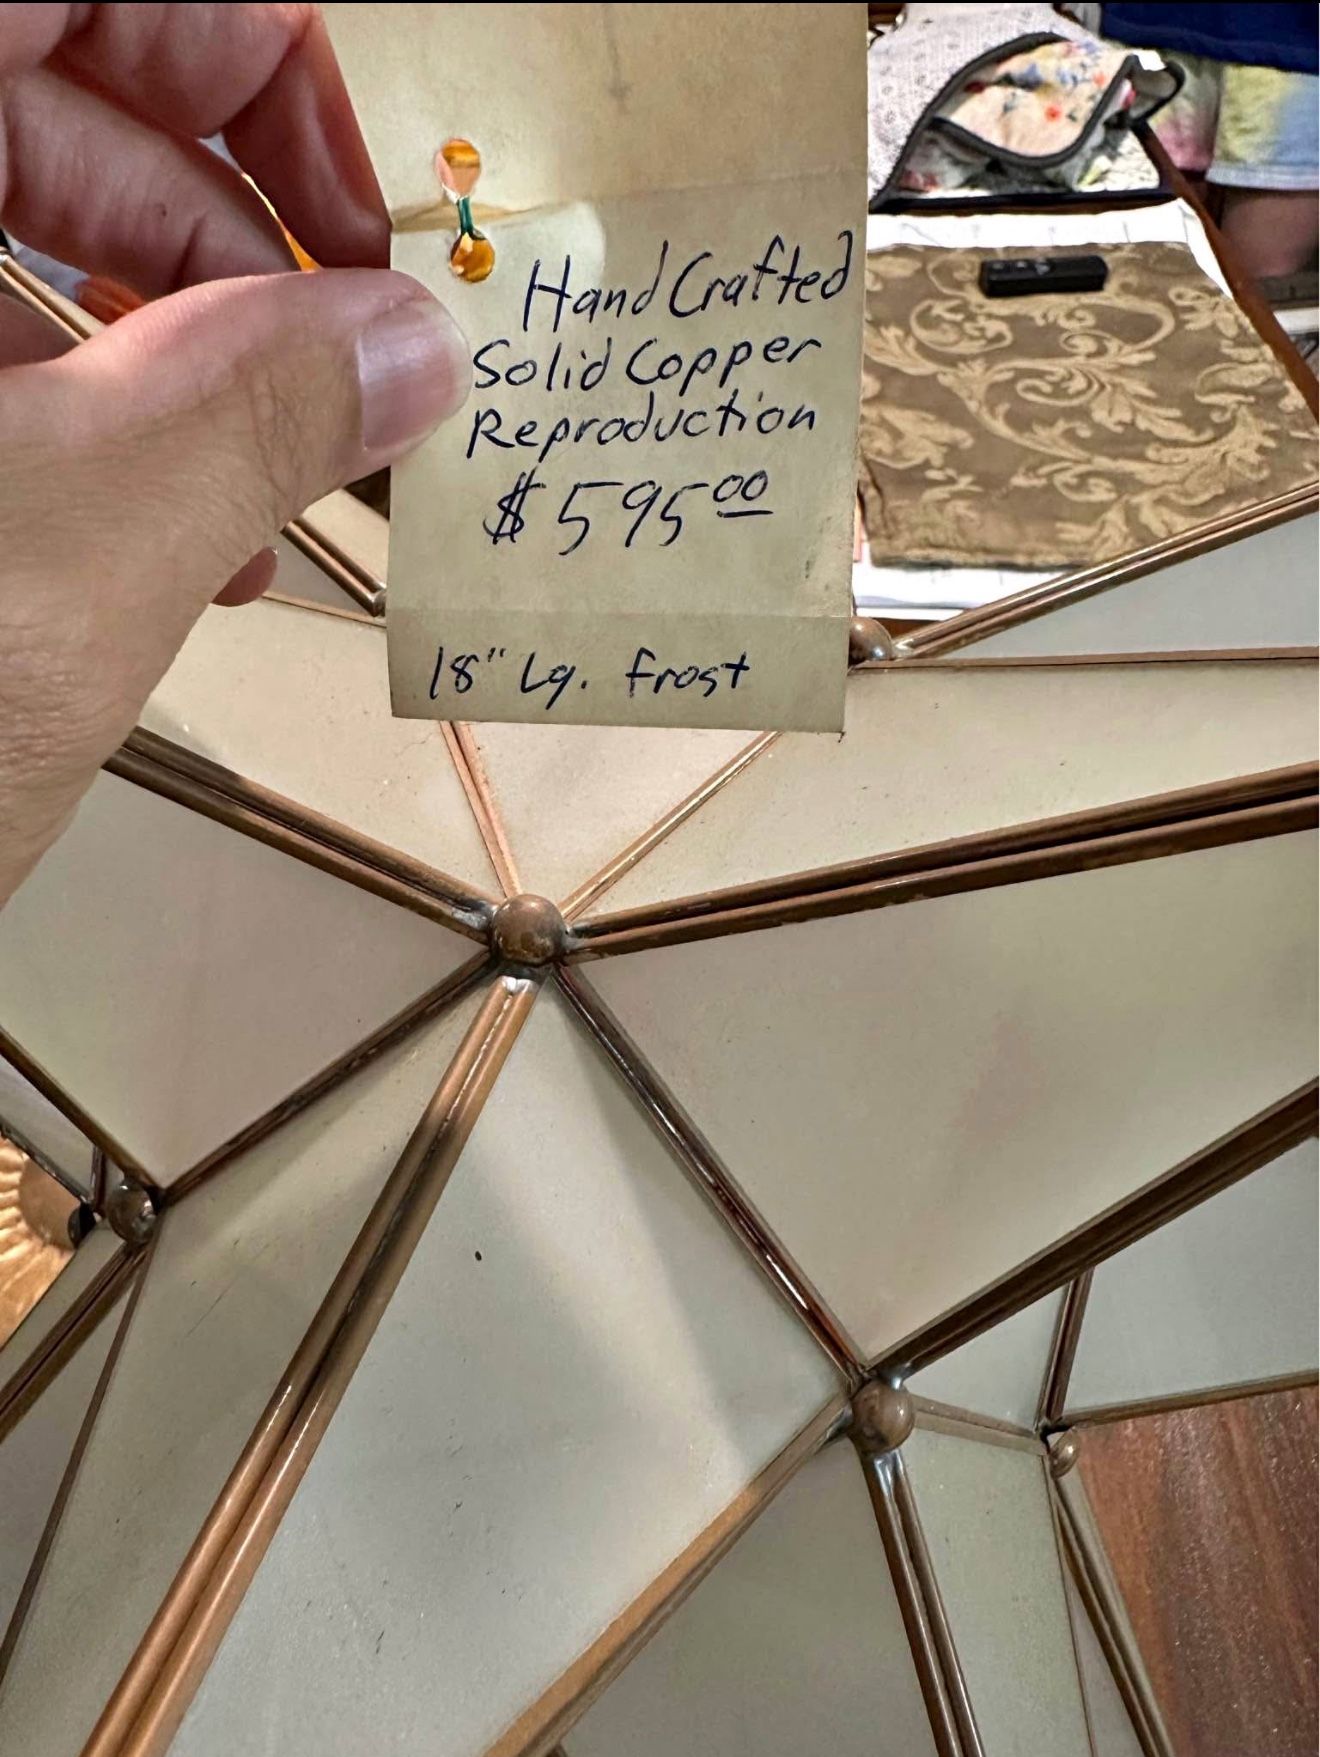 Hand Crafted
Solid Copper
Reproduction
$595.00
18" Lg. frost